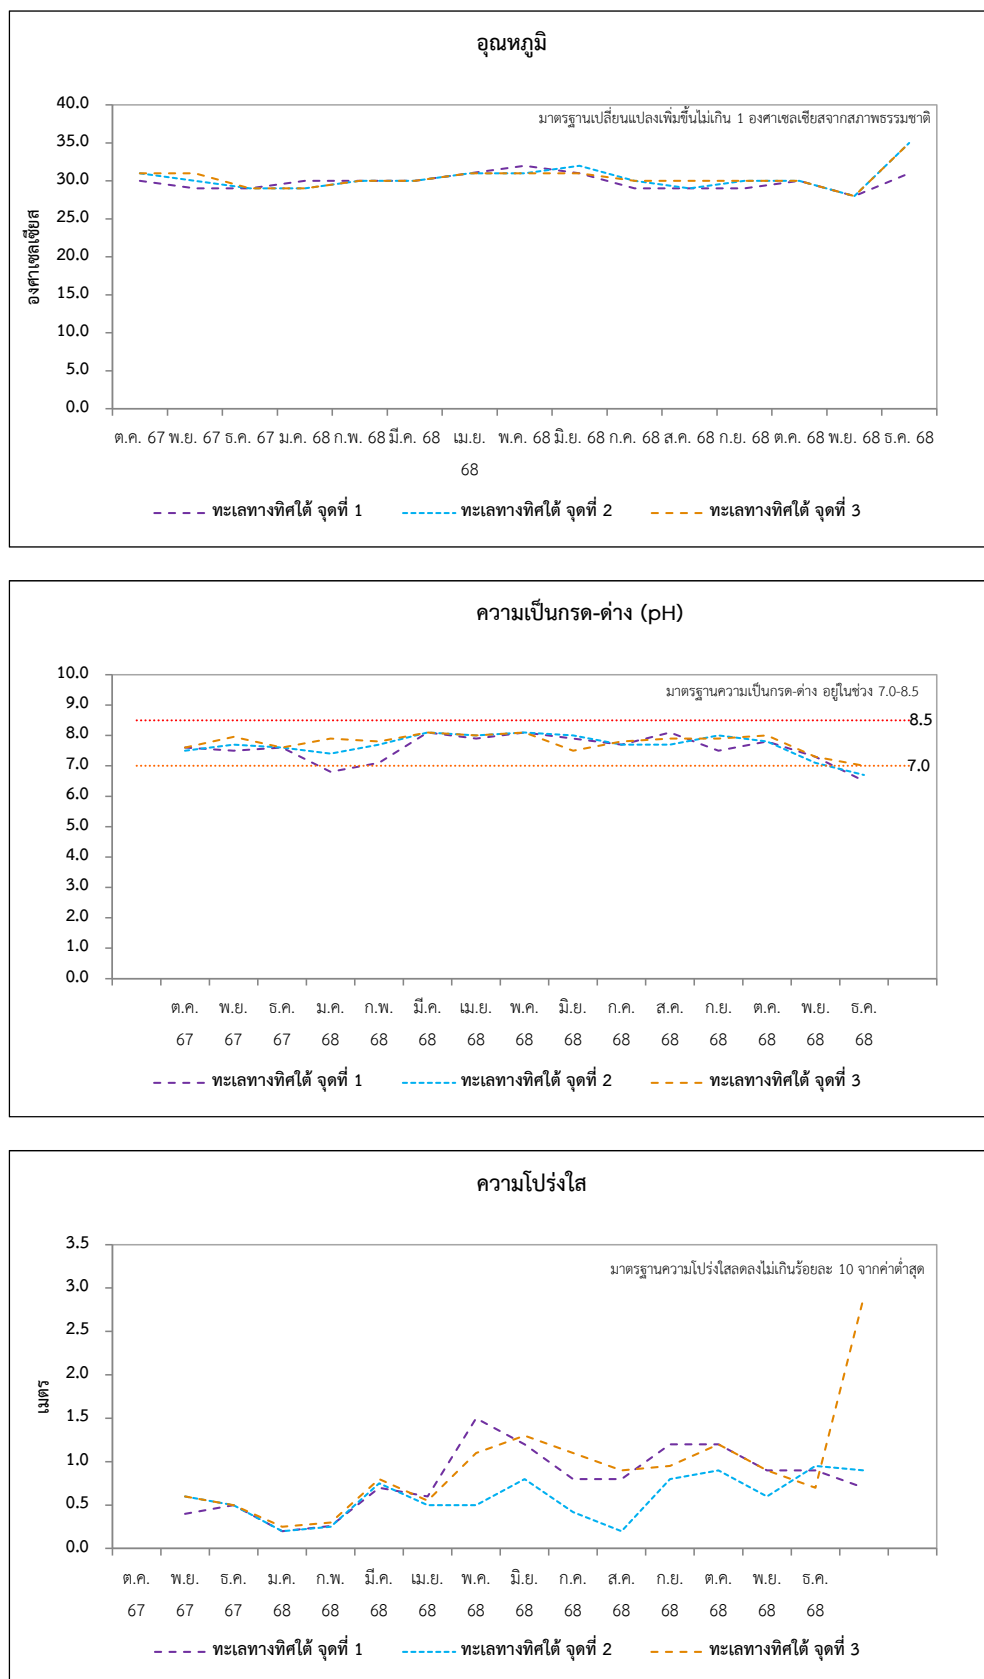 อุณหภูมิ
มาตรฐานเปลี่ยนแปลงเพิ่มขึ้นไม่เกิน 1 องศาเซลเซียสจากสภาพธรรมชาติ
องศาเซลเซียส
40.0
35.0
30.0
25.0
20.0
15.0
10.0
5.0
0.0
ต.ค. 67 พ.ย. 67 ธ.ค. 67 ม.ค. 68 ก.พ. 68 มี.ค. 68 เม.ย. 68 พ.ค. 68 มิ.ย. 68 ก.ค. 68 ส.ค. 68 ก.ย. 68 ต.ค. 68 พ.ย. 68 ธ.ค. 68
ทะเลทางทิศใต้ จุดที่ 1 ทะเลทางทิศใต้ จุดที่ 2 ทะเลทางทิศใต้ จุดที่ 3
ความเป็นกรด-ด่าง (pH)
มาตรฐานความเป็นกรด-ด่าง อยู่ในช่วง 7.0-8.5
10.0
9.0
8.0
7.0
6.0
5.0
4.0
3.0
2.0
1.0
0.0
8.5
7.0
ต.ค. พ.ย. ธ.ค. ม.ค. ก.พ. มี.ค. เม.ย. พ.ค. มิ.ย. ก.ค. ส.ค. ก.ย. ต.ค. พ.ย. ธ.ค.
67 67 67 68 68 68 68 68 68 68 68 68 68 68 68
ทะเลทางทิศใต้ จุดที่ 1 ทะเลทางทิศใต้ จุดที่ 2 ทะเลทางทิศใต้ จุดที่ 3
ความโปร่งใส
มาตรฐานความโปร่งใสลดลงไม่เกินร้อยละ 10 จากค่าต่ำสุด
เมตร
3.5
3.0
2.5
2.0
1.5
1.0
0.5
0.0
ต.ค. พ.ย. ธ.ค. ม.ค. ก.พ. มี.ค. เม.ย. พ.ค. มิ.ย. ก.ค. ส.ค. ก.ย. ต.ค. พ.ย. ธ.ค.
67 67 67 68 68 68 68 68 68 68 68 68 68 68 68
ทะเลทางทิศใต้ จุดที่ 1 ทะเลทางทิศใต้ จุดที่ 2 ทะเลทางทิศใต้ จุดที่ 3